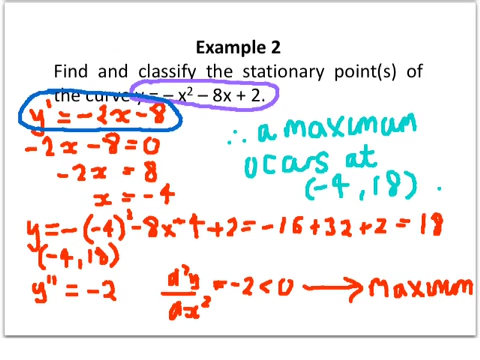 Example 2
Find and classify the stationary point(s) of
the curve y = – x² – 8x + 2.
y' = -2x - 8
-2x - 8 = 0
-2x = 8
x = -4
y = -(-4)² - 8x-4 + 2 = -16 + 32 + 2 = 18
(-4, 18)
y" = -2
d²y/dx² = -2 < 0 → maximum
∴ a maximum
occurs at
(-4, 18).